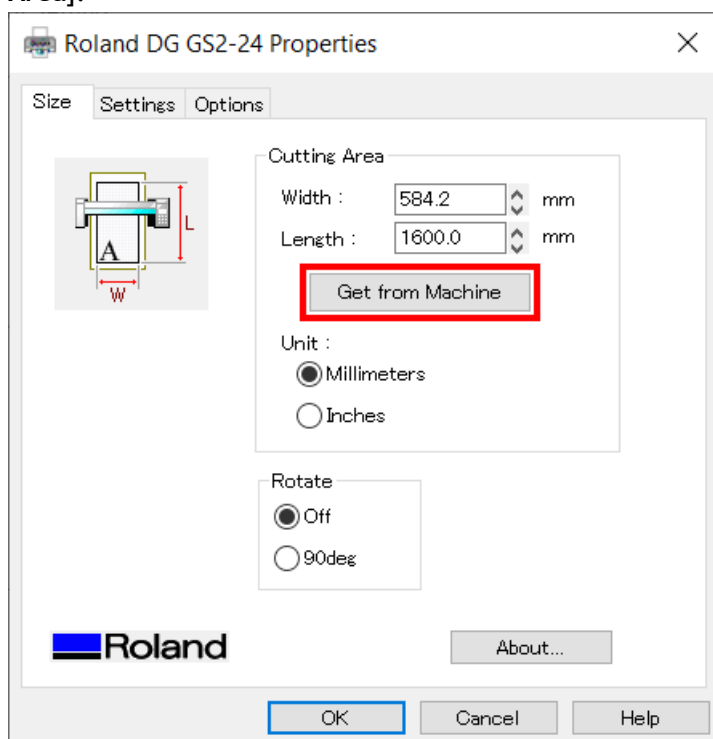 Roland DG GS2-24 Properties
Size Settings Options
Cutting Area
Width : 584.2 mm
Length : 1600.0 mm
Get from Machine
Unit :
Millimeters
Inches
L
A
W
Rotate
Off
90deg
Roland
About...
OK Cancel Help